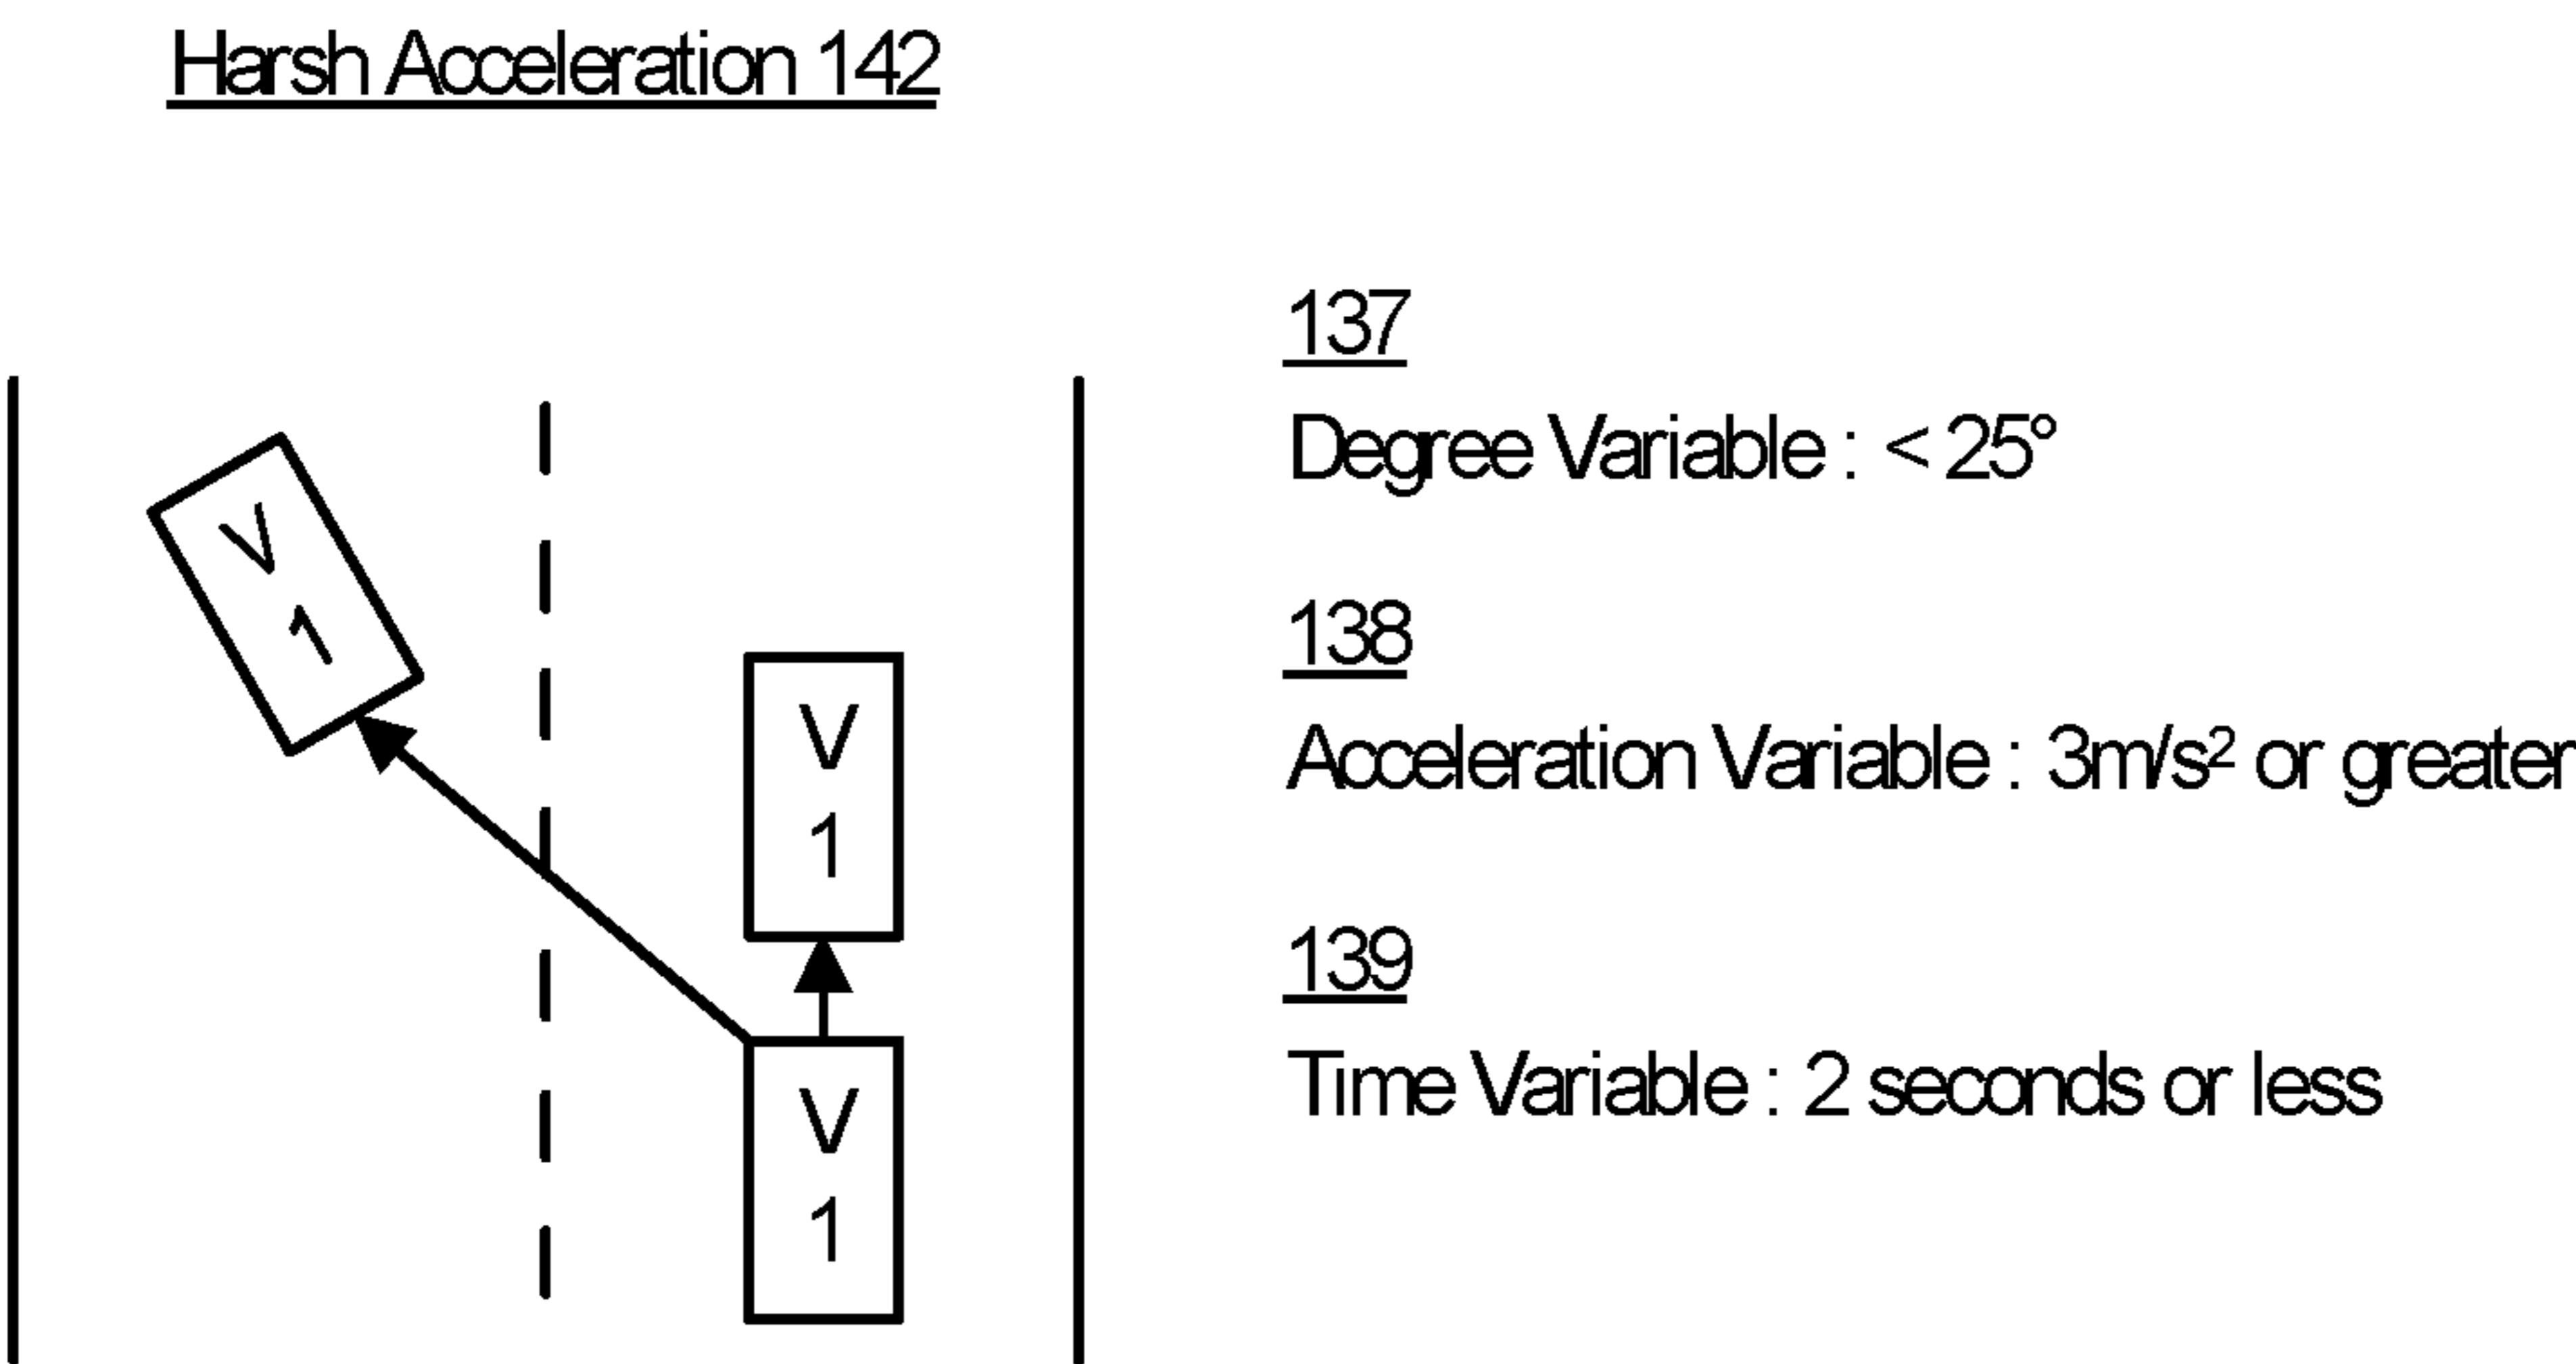 Harsh Acceleration 142
137
Degree Variable : < 25°
138
Acceleration Variable : 3m/s² or greater
139
Time Variable : 2 seconds or less
V
1
V
1
V
1